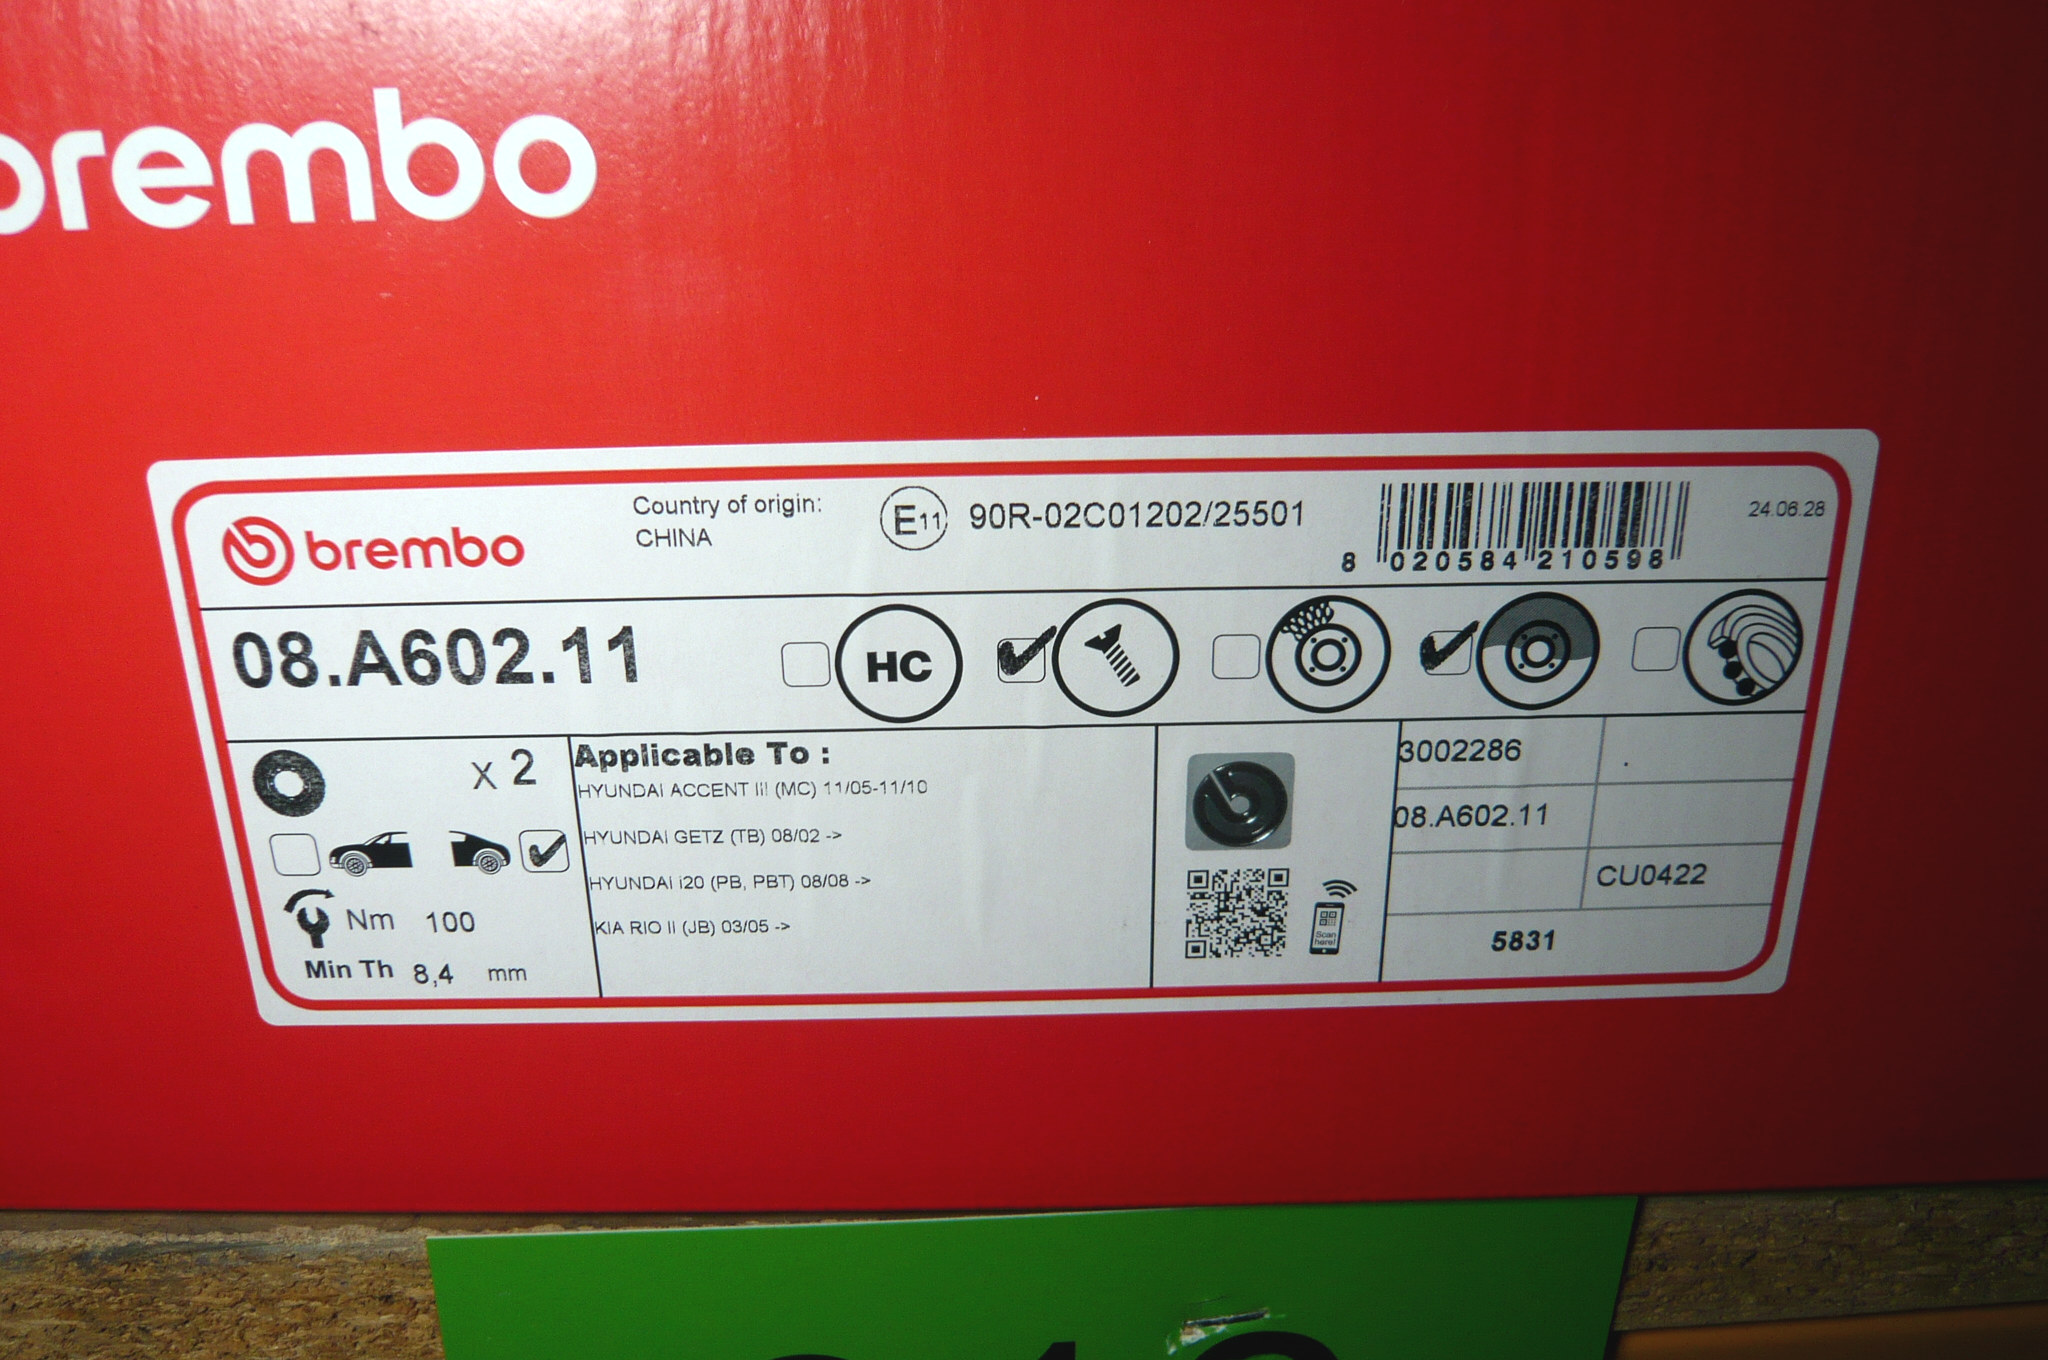 brembo
brembo
Country of origin:
CHINA
E11
90R-02C01202/25501
8 020584 210598
24.06.28
08.A602.11
HC
x 2
Nm 100
Min Th 8,4 mm
Applicable To :
HYUNDAI ACCENT III (MC) 11/05-11/10
HYUNDAI GETZ (TB) 08/02 ->
HYUNDAI i20 (PB, PBT) 08/08 ->
KIA RIO II (JB) 03/05 ->
Scan
here!
3002286
08.A602.11
CU0422
5831